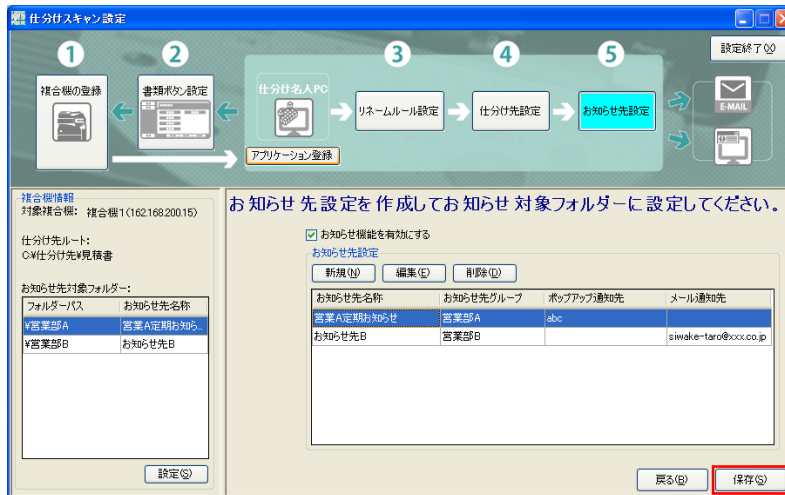 仕分けスキャン設定
設定終了(X)
1 2 3 4 5
複合機の登録
書類ボタン設定
仕分け名人PC
リネームルール設定
仕分け先設定
お知らせ先設定
E-MAIL
アプリケーション登録
複合機情報
対象複合機: 複合機1(162.168.200.15)
仕分け先ルート:
C:¥仕分け先¥見積書
お知らせ先対象フォルダー:
フォルダーパス お知らせ先名称
¥営業部A 営業A定期お知ら...
¥営業部B お知らせ先B
設定(S)
お知らせ先設定を作成してお知らせ対象フォルダーに設定してください。
お知らせ機能を有効にする
お知らせ先設定
新規(N) 編集(E) 削除(D)
お知らせ先名称 お知らせ先グループ ポップアップ通知先 メール通知先
営業A定期お知らせ 営業部A abc
お知らせ先B 営業部B siwake-taro@xxx.co.jp
戻る(B) 保存(S)